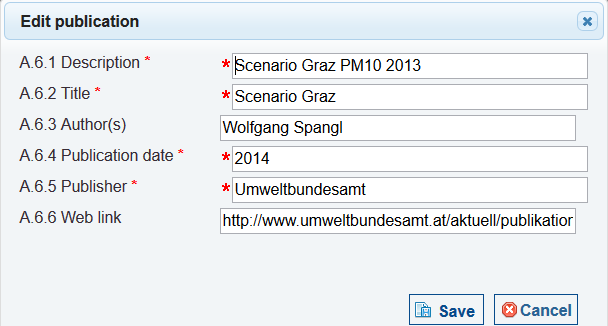 Edit publication
A.6.1 Description * * Scenario Graz PM10 2013
A.6.2 Title * * Scenario Graz
A.6.3 Author(s) Wolfgang Spangl
A.6.4 Publication date * * 2014
A.6.5 Publisher * * Umweltbundesamt
A.6.6 Web link http://www.umweltbundesamt.at/aktuell/publikation
Save Cancel